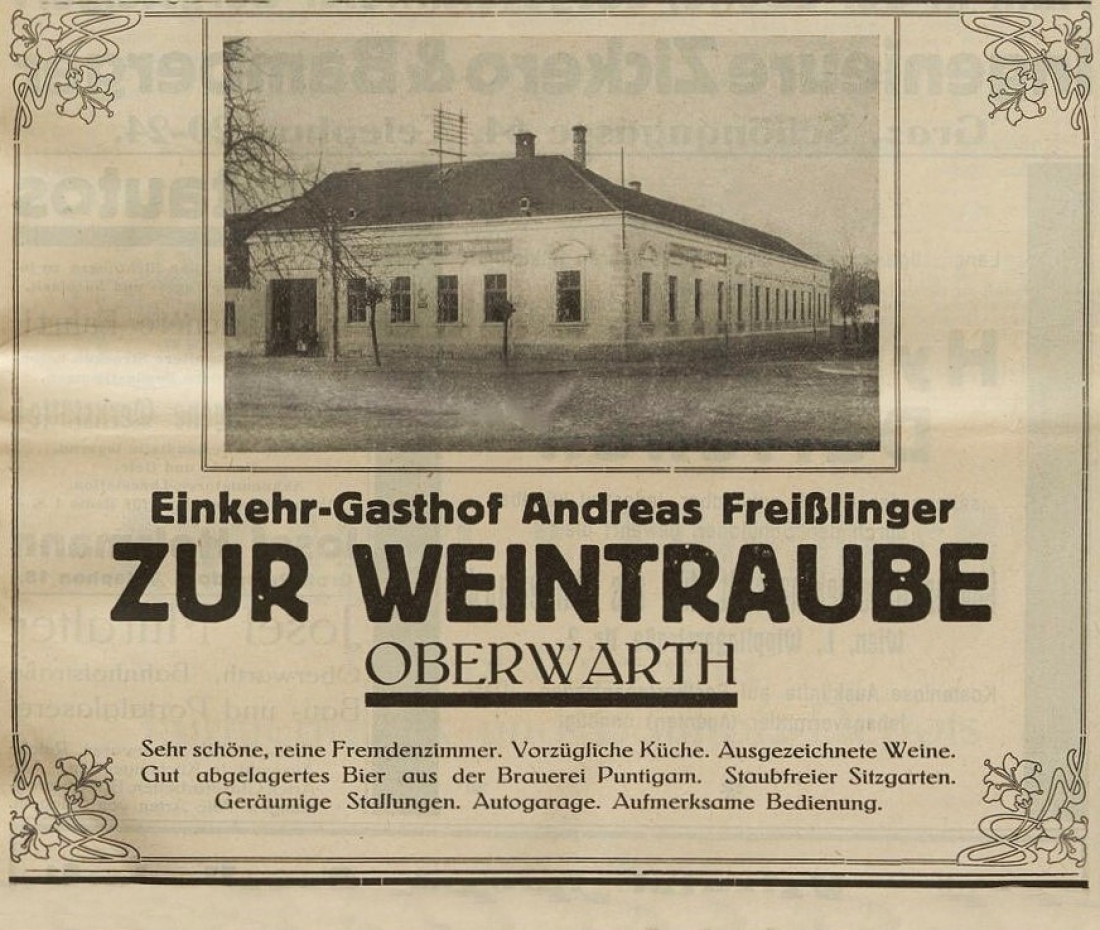 Einkehr-Gasthof Andreas Freißlinger
ZUR WEINTRAUBE
OBERWARTH
Sehr schöne, reine Fremdenzimmer. Vorzügliche Küche. Ausgezeichnete Weine.
Gut abgelagertes Bier aus der Brauerei Puntigam. Staubfreier Sitzgarten.
Geräumige Stallungen. Autogarage. Aufmerksame Bedienung.